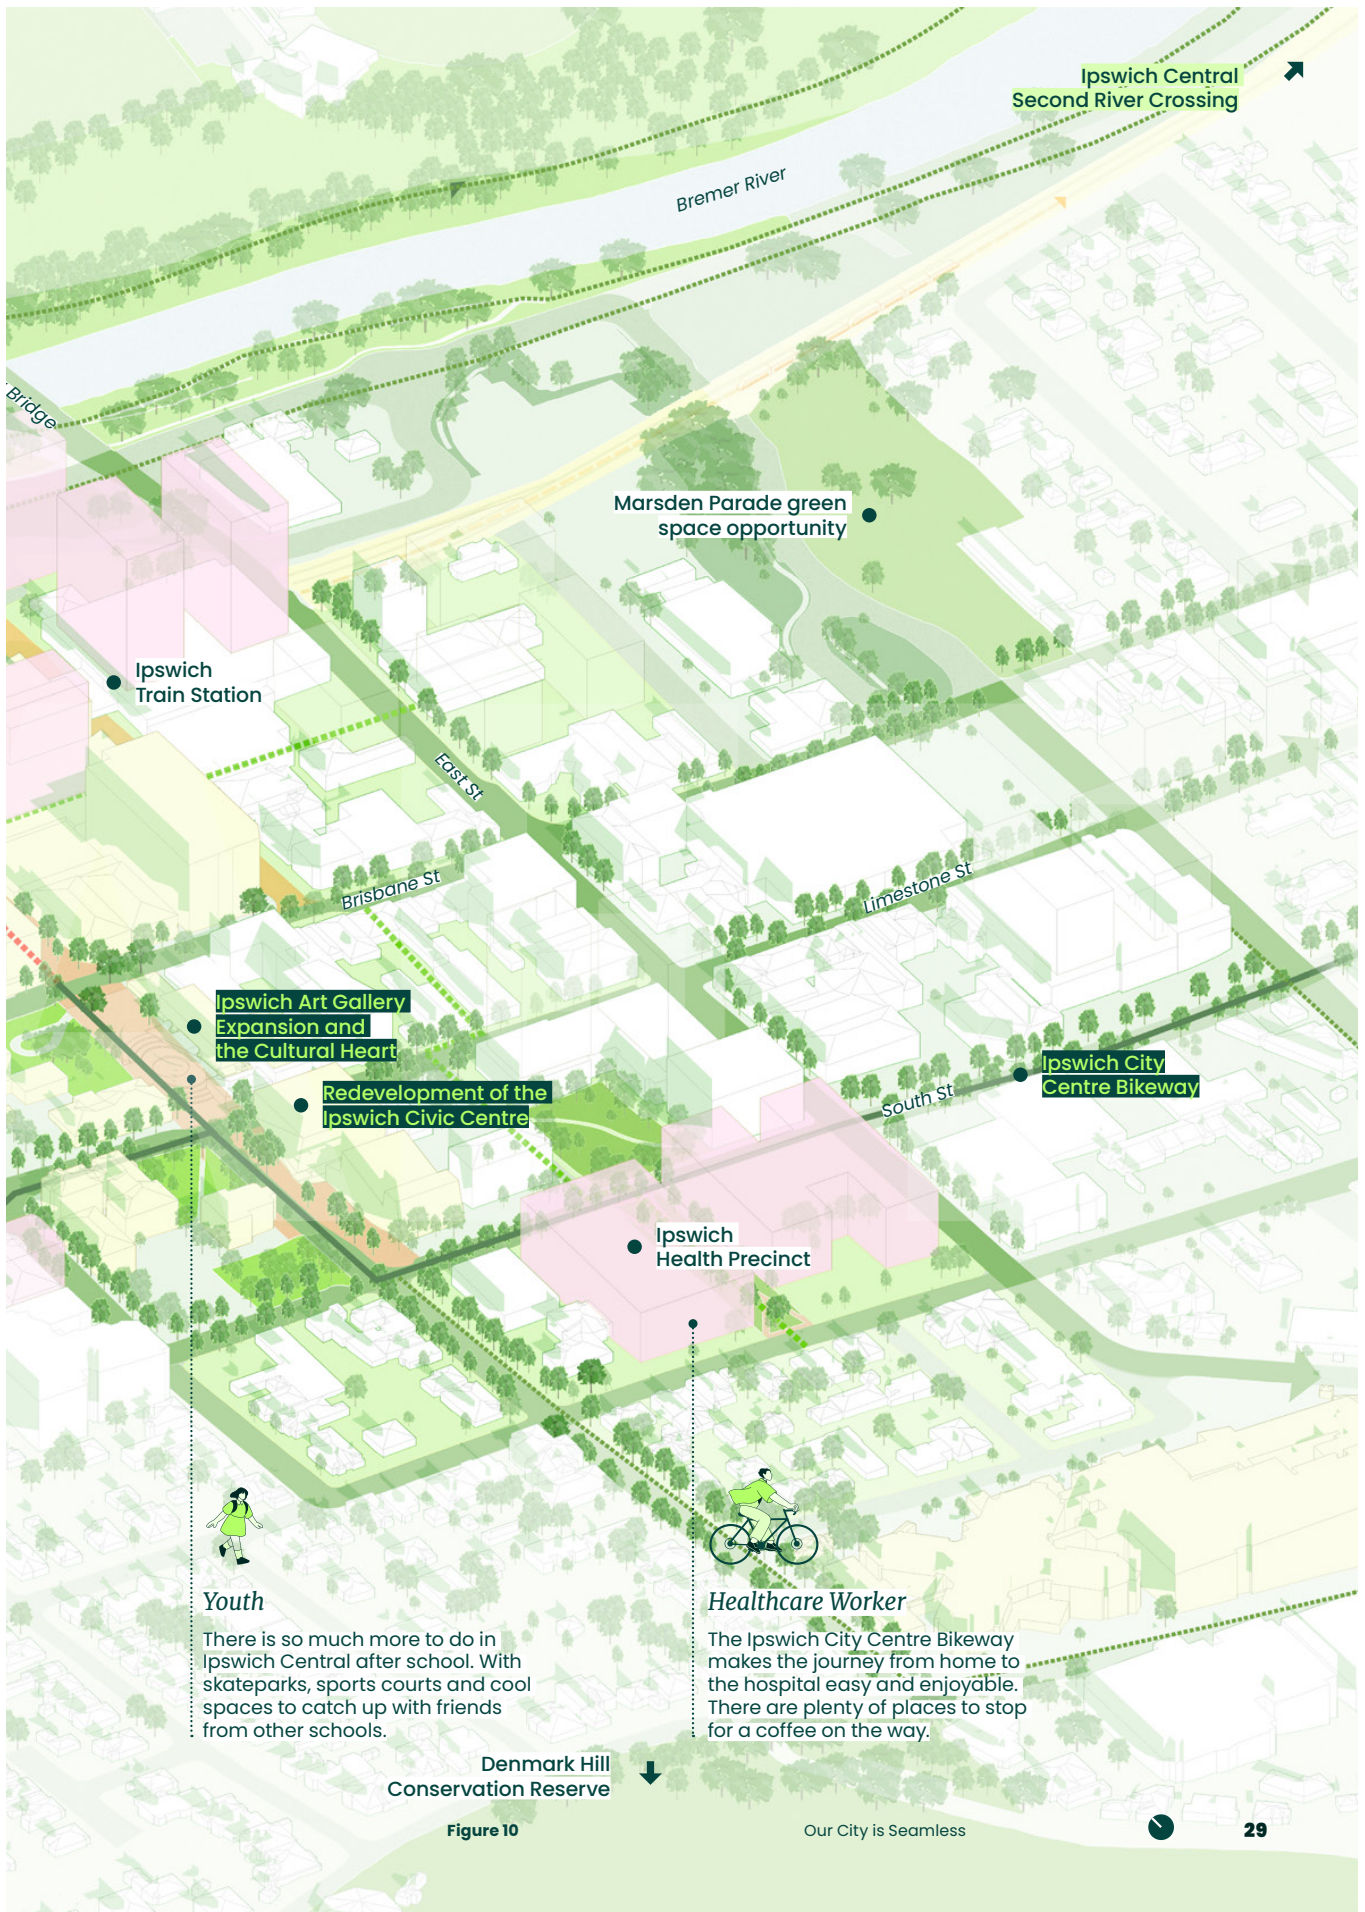 Ipswich Central
Second River Crossing
Bremer River
Bridge
Marsden Parade green
space opportunity
Ipswich
Train Station
East St
Brisbane St
Limestone St
Ipswich Art Gallery
Expansion and
the Cultural Heart
Redevelopment of the
Ipswich Civic Centre
Ipswich City
Centre Bikeway
South St
Ipswich
Health Precinct
Youth
There is so much more to do in
Ipswich Central after school. With
skateparks, sports courts and cool
spaces to catch up with friends
from other schools.
Healthcare Worker
The Ipswich City Centre Bikeway
makes the journey from home to
the hospital easy and enjoyable.
There are plenty of places to stop
for a coffee on the way.
Denmark Hill
Conservation Reserve
Figure 10
Our City is Seamless
29